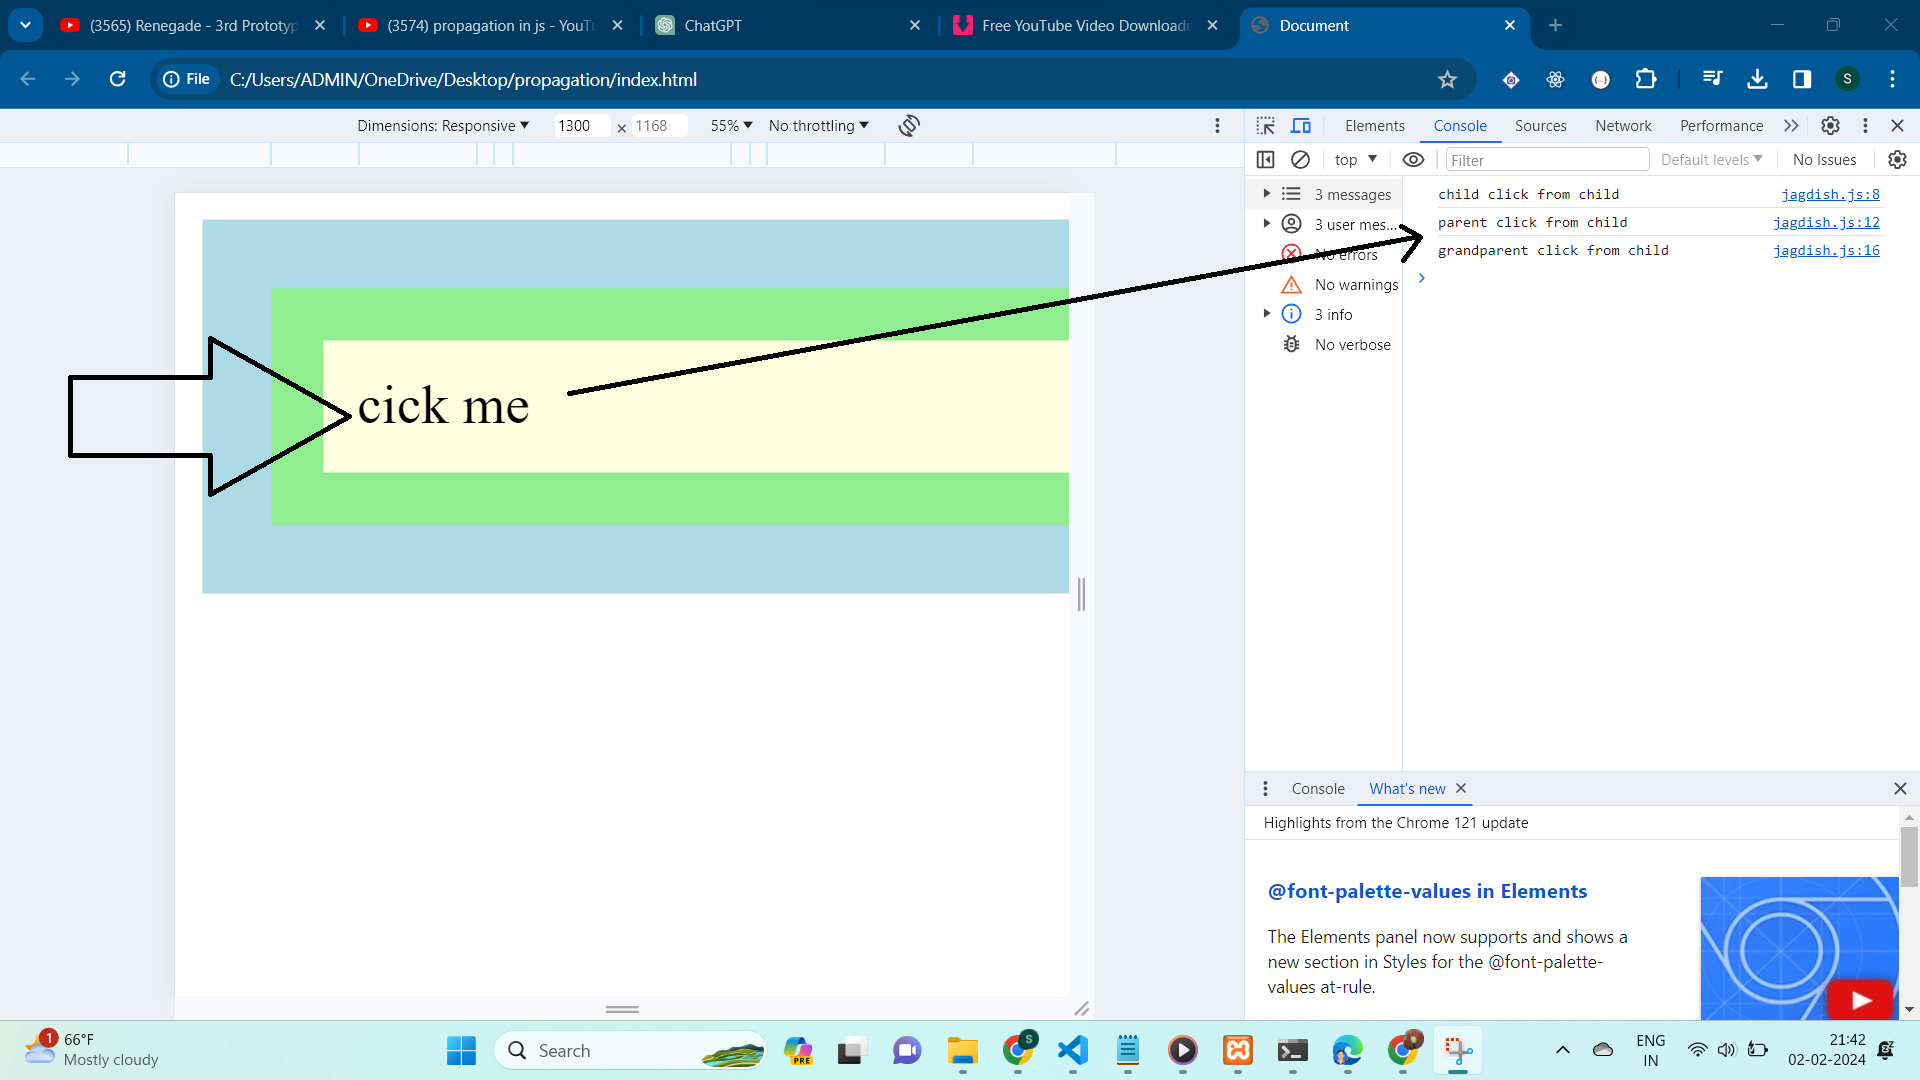 (3565) Renegade - 3rd Prototyp
(3574) propagation in js - YouTu
ChatGPT
Free YouTube Video Downloade
Document
File
C:/Users/ADMIN/OneDrive/Desktop/propagation/index.html
S
Dimensions: Responsive
1300
x
1168
55%
No throttling
Elements
Console
Sources
Network
Performance
top
Filter
Default levels
No Issues
3 messages
3 user mes...
No errors
No warnings
3 info
No verbose
child click from child
jagdish.js:8
parent click from child
jagdish.js:12
grandparent click from child
jagdish.js:16
cick me
Console
What's new
Highlights from the Chrome 121 update
@font-palette-values in Elements
The Elements panel now supports and shows a
new section in Styles for the @font-palette-
values at-rule.
1
66°F
Mostly cloudy
Search
PRE
S
ENG
IN
21:42
02-02-2024